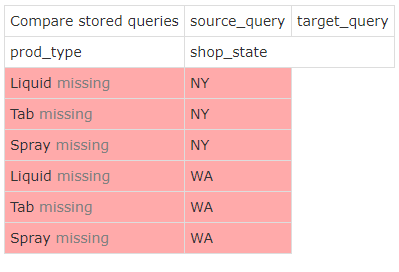 Compare stored queries source_query target_query
prod_type shop_state
Liquid missing NY
Tab missing NY
Spray missing NY
Liquid missing WA
Tab missing WA
Spray missing WA